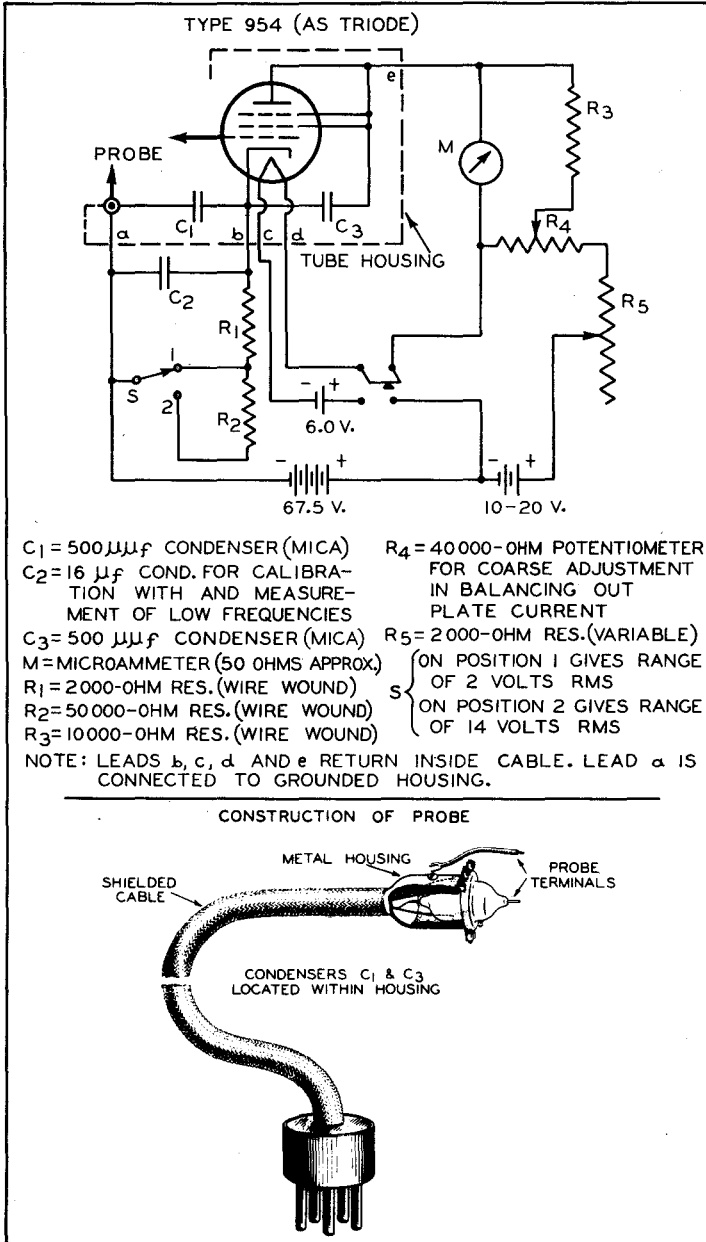 TYPE 954 (AS TRIODE)
e
R3
PROBE
M
C1
C3
a
b
c
d
R4
TUBE HOUSING
C2
R5
R1
1
S
2
R2
- +
6.0 V.
- +
67.5 V.
- +
10-20 V.
C1 = 500 μμf CONDENSER (MICA)
C2 = 16 μf COND. FOR CALIBRA-
TION WITH AND MEASURE-
MENT OF LOW FREQUENCIES
C3 = 500 μμf CONDENSER (MICA)
M = MICROAMMETER (50 OHMS APPROX.)
R1 = 2000-OHM RES. (WIRE WOUND)
R2 = 50000-OHM RES. (WIRE WOUND)
R3 = 10000-OHM RES. (WIRE WOUND)
R4 = 40000-OHM POTENTIOMETER
FOR COARSE ADJUSTMENT
IN BALANCING OUT
PLATE CURRENT
R5 = 2000-OHM RES. (VARIABLE)
S { ON POSITION 1 GIVES RANGE
OF 2 VOLTS RMS
ON POSITION 2 GIVES RANGE
OF 14 VOLTS RMS
NOTE: LEADS b, c, d AND e RETURN INSIDE CABLE. LEAD a IS
CONNECTED TO GROUNDED HOUSING.
CONSTRUCTION OF PROBE
METAL HOUSING
PROBE
TERMINALS
SHIELDED
CABLE
CONDENSERS C1 & C3
LOCATED WITHIN HOUSING